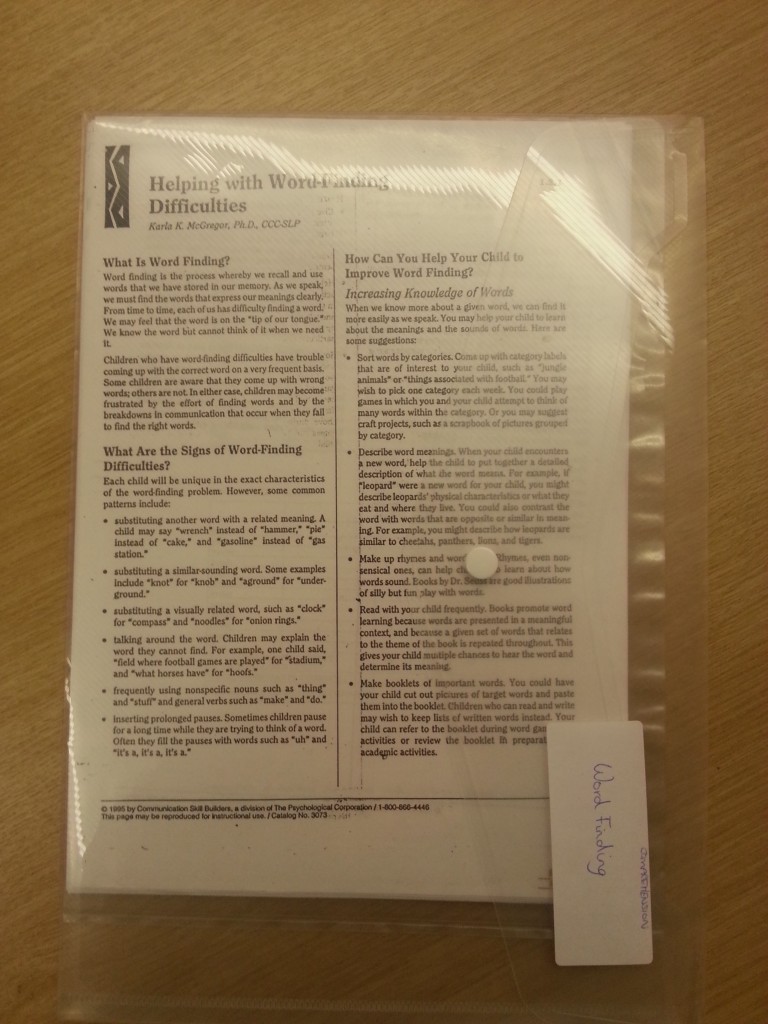 Helping with Word-Finding
Difficulties
Karla K. McGregor, Ph.D., CCC-SLP
What Is Word Finding?
Word finding is the process whereby we recall and use
words that we have stored in our memory. As we speak,
we must find the words that express our meanings clearly.
From time to time, each of us has difficulty finding a word.
We may feel that the word is on the "tip of our tongue."
We know the word but cannot think of it when we need
it.
Children who have word-finding difficulties have trouble
coming up with the correct word on a very frequent basis.
Some children are aware that they come up with wrong
words; others are not. In either case, children may become
frustrated by the effort of finding words and by the
breakdowns in communication that occur when they fail
to find the right words.
What Are the Signs of Word-Finding
Difficulties?
Each child will be unique in the exact characteristics
of the word-finding problem. However, some common
patterns include:
• substituting another word with a related meaning. A
child may say "wrench" instead of "hammer," "pie"
instead of "cake," and "gasoline" instead of "gas
station."
• substituting a similar-sounding word. Some examples
include "knot" for "knob" and "aground" for "under-
ground."
• substituting a visually related word, such as "clock"
for "compass" and "noodles" for "onion rings."
• talking around the word. Children may explain the
word they cannot find. For example, one child said,
"field where football games are played" for "stadium,"
and "what horses have" for "hoofs."
• frequently using nonspecific nouns such as "thing"
and "stuff" and general verbs such as "make" and "do."
• inserting prolonged pauses. Sometimes children pause
for a long time while they are trying to think of a word.
Often they fill the pauses with words such as "uh" and
"it's a, it's a, it's a."
How Can You Help Your Child to
Improve Word Finding?
Increasing Knowledge of Words
When we know more about a given word, we can find it
more easily as we speak. You may help your child to learn
about the meanings and the sounds of words. Here are
some suggestions:
• Sort words by categories. Come up with category labels
that are of interest to your child, such as "jungle
animals" or "things associated with football." You may
wish to pick one category each week. You could play
games in which you and your child attempt to think of
many words within the category. Or you may suggest
craft projects, such as a scrapbook of pictures grouped
by category.
• Describe word meanings. When your child encounters
a new word, help the child to put together a detailed
description of what the word means. For example, if
"leopard" were a new word for your child, you might
describe leopards' physical characteristics or what they
eat and where they live. You could also contrast the
word with words that are opposite or similar in mean-
ing. For example, you might describe how leopards are
similar to cheetahs, panthers, lions, and tigers.
• Make up rhymes and Rhymes, even non-
sensical ones, can help learn about how
words sound. Books by Dr. Seuss are good illustrations
of silly but fun play with words.
• Read with your child frequently. Books promote word
learning because words are presented in a meaningful
context, and because a given set of words that relates
to the theme of the book is repeated throughout. This
gives your child multiple chances to hear the word and
determine its meaning.
• Make booklets of important words. You could have
your child cut out pictures of target words and paste
them into the booklet. Children who can read and write
may wish to keep lists of written words instead. Your
child can refer to the booklet during word
activities or review the booklet in
academic activities.
© 1995 by Communication Skill Builders, a division of The Psychological Corporation / 1-800-866-4446
This page may be reproduced for instructional use. / Catalog No. 3073
Word Finding
COMPREHENSION